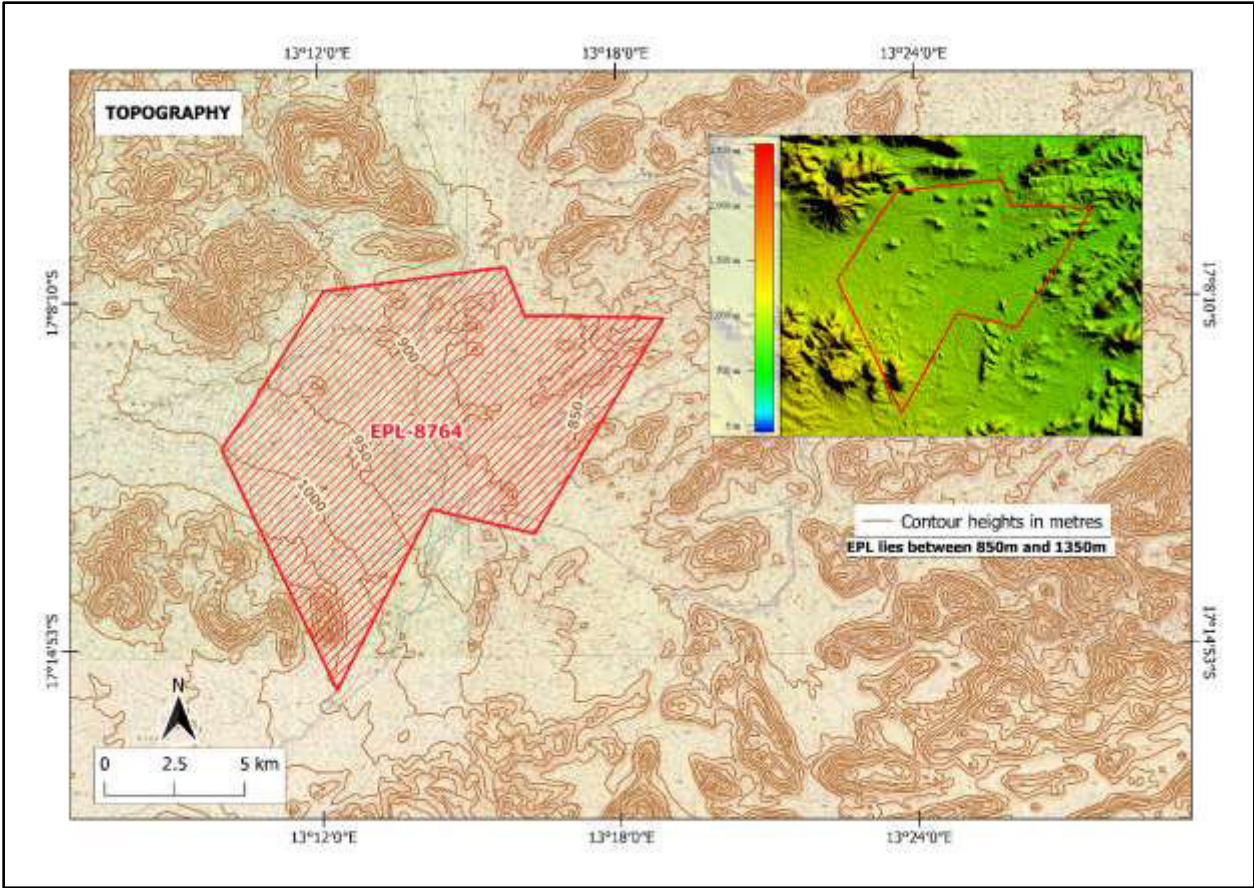 13°12'0"E 13°18'0"E 13°24'0"E
TOPOGRAPHY
17°8'10"S
17°8'10"S
900
850
EPL-8764
950
1000
Contour heights in metres
EPL lies between 850m and 1350m
17°14'53"S
17°14'53"S
N
0 2.5 5 km
13°12'0"E 13°18'0"E 13°24'0"E